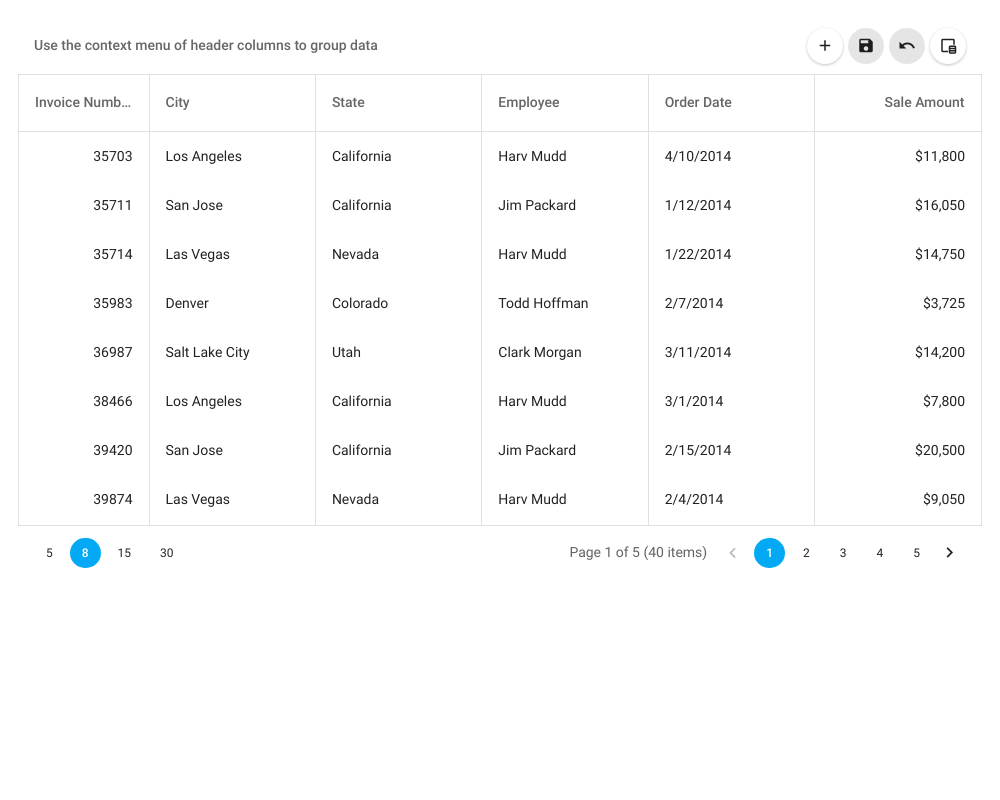 Use the context menu of header columns to group data
Invoice Numb... City State Employee Order Date Sale Amount
35703 Los Angeles California Harv Mudd 4/10/2014 $11,800
35711 San Jose California Jim Packard 1/12/2014 $16,050
35714 Las Vegas Nevada Harv Mudd 1/22/2014 $14,750
35983 Denver Colorado Todd Hoffman 2/7/2014 $3,725
36987 Salt Lake City Utah Clark Morgan 3/11/2014 $14,200
38466 Los Angeles California Harv Mudd 3/1/2014 $7,800
39420 San Jose California Jim Packard 2/15/2014 $20,500
39874 Las Vegas Nevada Harv Mudd 2/4/2014 $9,050
5 8 15 30 Page 1 of 5 (40 items) 1 2 3 4 5